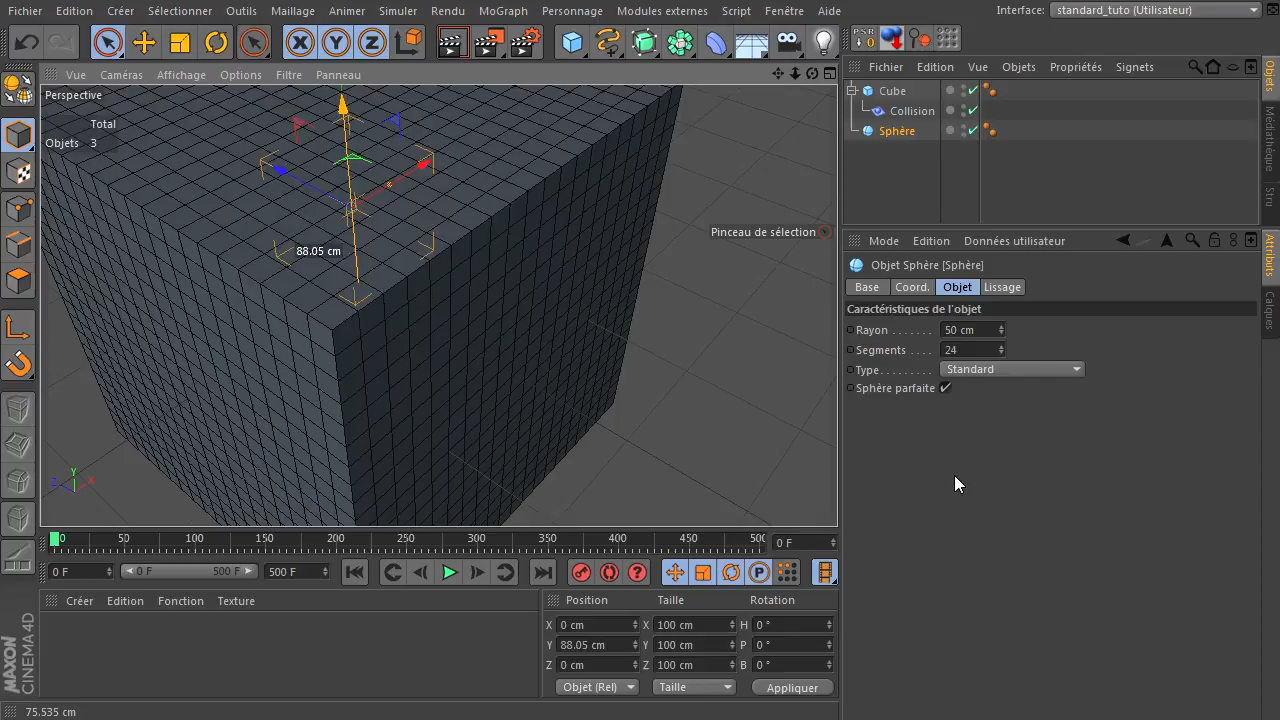 Fichier Edition Créer Sélectionner Outils Maillage Animer Simuler Rendu MoGraph Personnage Modules externes Script Fenêtre Aide Interface: standard_tuto (Utilisateur)
X Y Z PSR 0
Vue Caméras Affichage Options Filtre Panneau
Fichier Edition Vue Objets Propriétés Signets
Perspective
Cube
Total
Collision
Objets 3
Sphère
Objets
Médiathèque
Stru
88.05 cm
Pinceau de sélection
Mode Edition Données utilisateur
Objet Sphère [Sphère]
Base Coord. Objet Lissage
Caractéristiques de l'objet
Rayon . . . . . . . 50 cm
Segments . . . . 24
Type . . . . . . . . . Standard
Sphère parfaite
Attributs
Calques
Y
Z X
0 50 100 150 200 250 300 350 400 450 500 0 F
0 F 0 F 500 F 500 F P
Créer Edition Fonction Texture
Position Taille Rotation
X 0 cm X 100 cm H 0 °
Y 88.05 cm Y 100 cm P 0 °
Z 0 cm Z 100 cm B 0 °
Objet (Rel) Taille Appliquer
MAXON
CINEMA 4D
75.535 cm